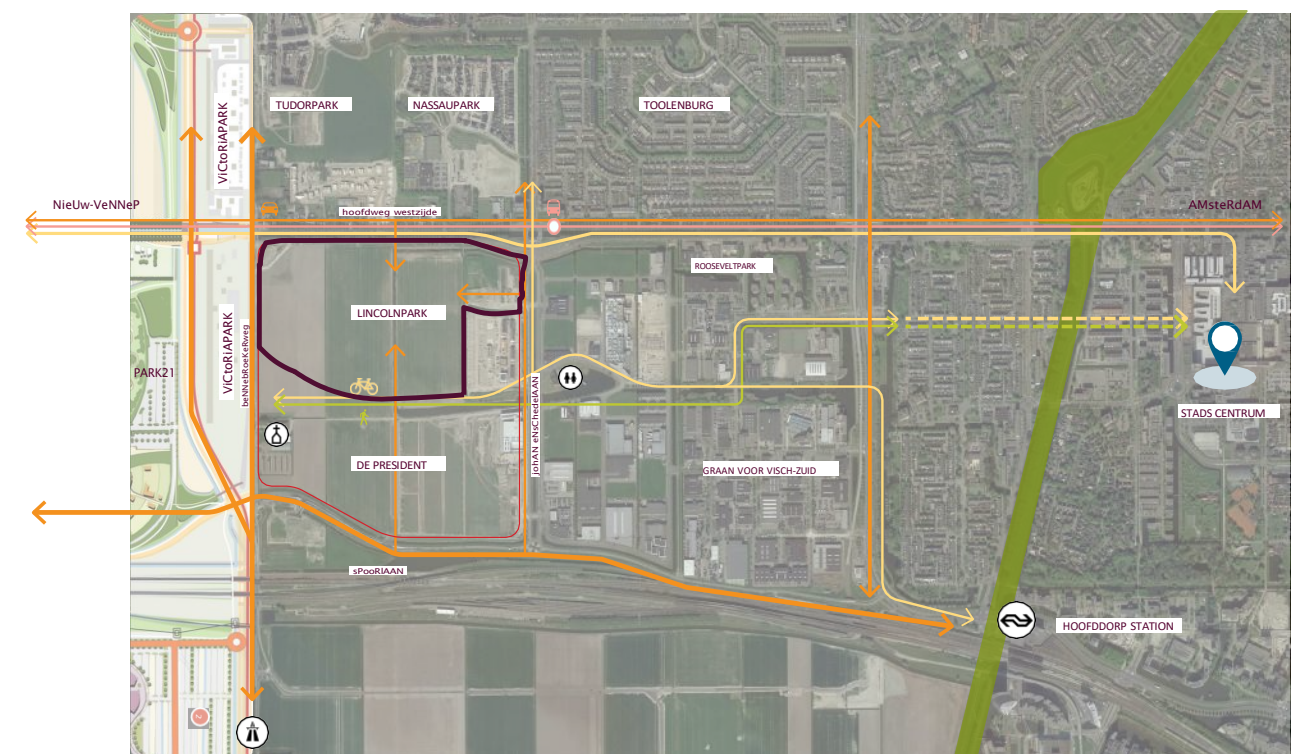 TUDORPARK
NASSAUPARK
TOOLENBURG
ViCtoRiAPARK
NieUw-VeNNeP
AMsteRdAM
hoofdweg westzijde
ROOSEVELTPARK
LINCOLNPARK
ViCtoRiAPARK
beNNebRoeKeRweg
PARK21
STADS CENTRUM
johAN eNsChedelAAN
DE PRESIDENT
GRAAN VOOR VISCH-ZUID
sPooRlAAN
HOOFDDORP STATION